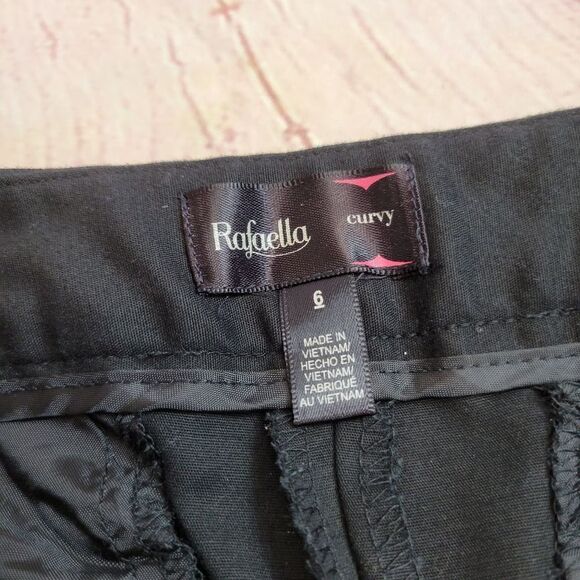 Rafaella
curvy
6
MADE IN
VIETNAM/
HECHO EN
VIETNAM/
FABRIQUÉ
AU VIETNAM